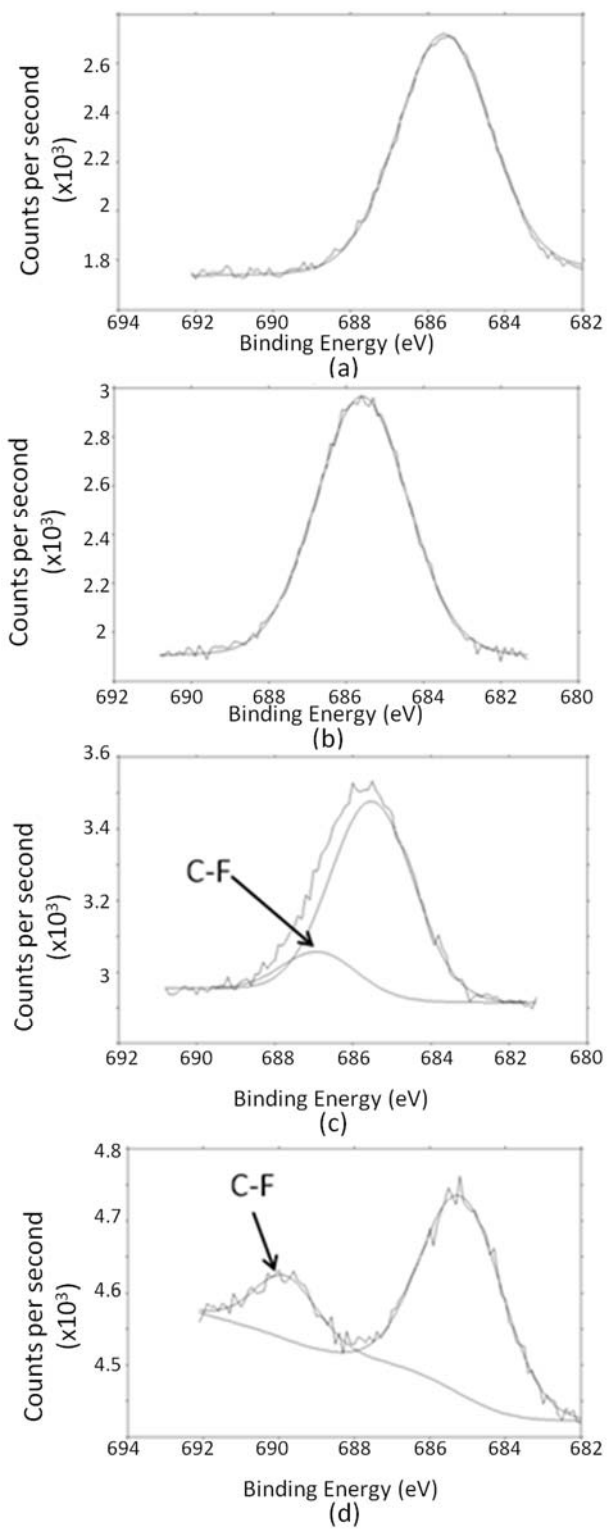 Counts per second
(x10³)
2.6
2.4
2.2
2
1.8
694 692 690 688 686 684 682
Binding Energy (eV)
(a)
Counts per second
(x10³)
3
2.8
2.6
2.4
2.2
2
692 690 688 686 684 682 680
Binding Energy (eV)
(b)
Counts per second
(x10³)
3.6
3.4
3.2
3
C-F
692 690 688 686 684 682 680
Binding Energy (eV)
(c)
Counts per second
(x10³)
4.8
4.7
4.6
4.5
C-F
694 692 690 688 686 684 682
Binding Energy (eV)
(d)